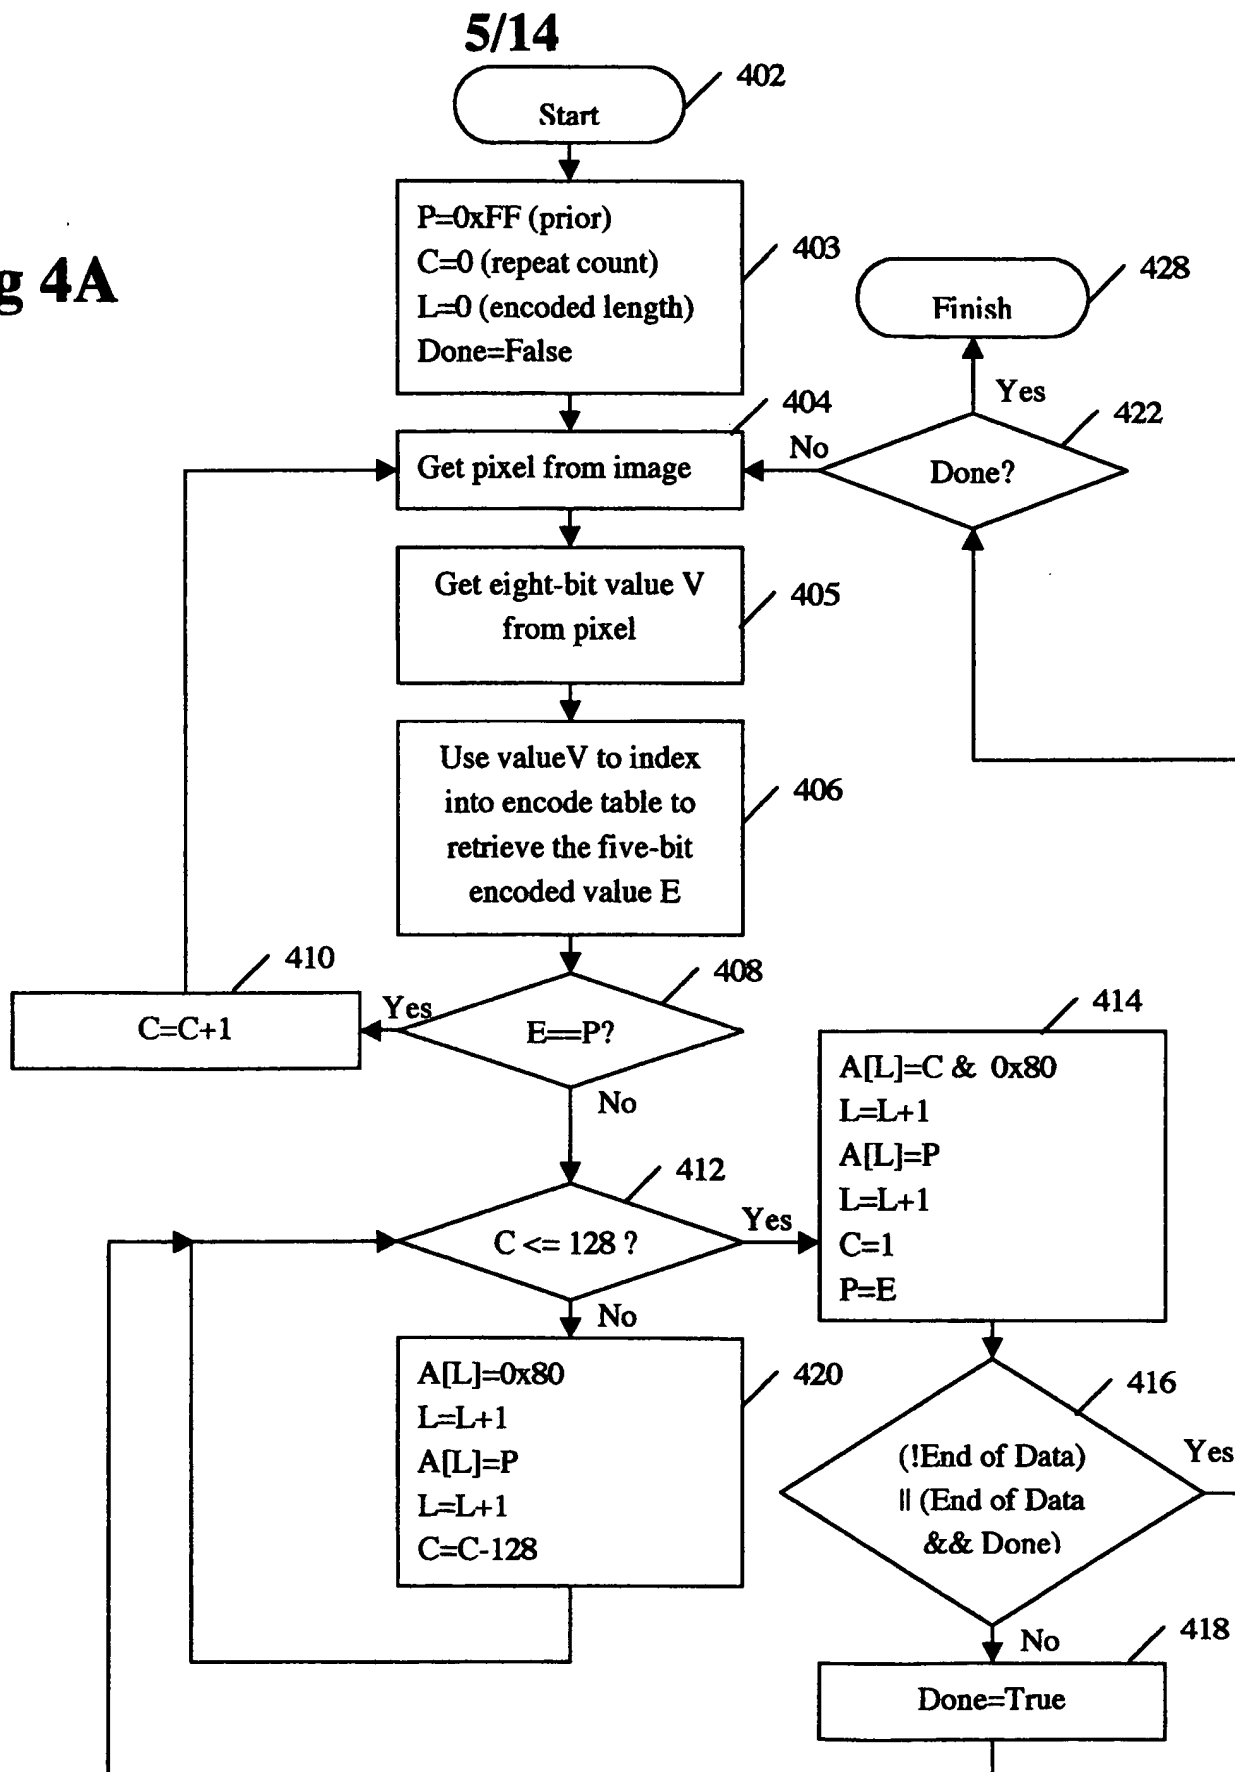 5/14
402
Start
P=0xFF (prior)
C=0 (repeat count)
L=0 (encoded length)
Done=False
403
g 4A
428
Finish
Yes
404
422
Get pixel from image
No
Done?
Get eight-bit value V
from pixel
405
Use valueV to index
into encode table to
retrieve the five-bit
encoded value E
406
410
C=C+1
Yes
408
E==P?
No
414
A[L]=C & 0x80
L=L+1
A[L]=P
L=L+1
C=1
P=E
412
C <= 128 ?
Yes
No
A[L]=0x80
L=L+1
A[L]=P
L=L+1
C=C-128
420
416
(!End of Data)
|| (End of Data
&& Done)
Yes
No
418
Done=True